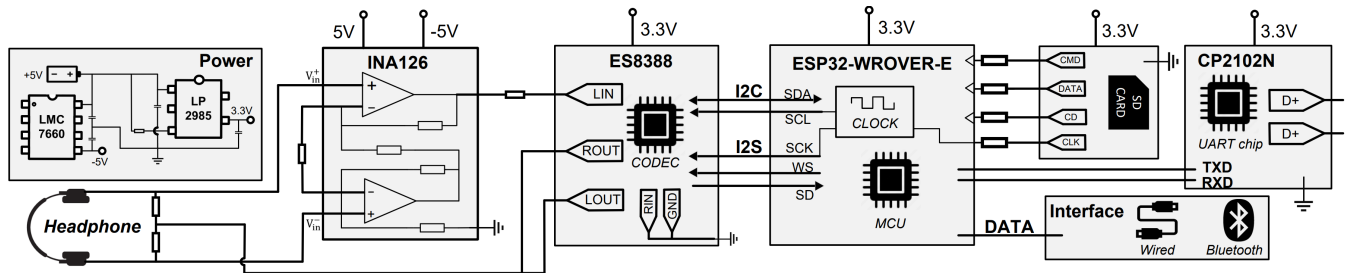 Power
+5V
- +
LMC
7660
-5V
LP
2985
3.3V
Headphone
5V
-5V
INA126
Vin+
Vin-
3.3V
ES8388
LIN
ROUT
LOUT
CODEC
RIN
GND
I2C
I2S
3.3V
ESP32-WROVER-E
SDA
SCL
SCK
WS
SD
CLOCK
MCU
3.3V
CMD
DATA
CD
CLK
SD
CARD
3.3V
CP2102N
UART chip
D+
D+
TXD
RXD
DATA
Interface
Wired
Bluetooth